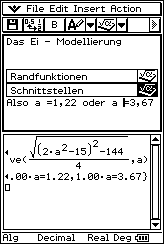 File Edit Insert Action
B
Das Ei - Modellierung
Randfunktionen
Schnittstellen
Also a =1,22 oder a =3,67
ve(√((2·a²-15)²-144)/4,a)
.00·a=1.22,1.00·a=3.67}
Alg Decimal Real Deg